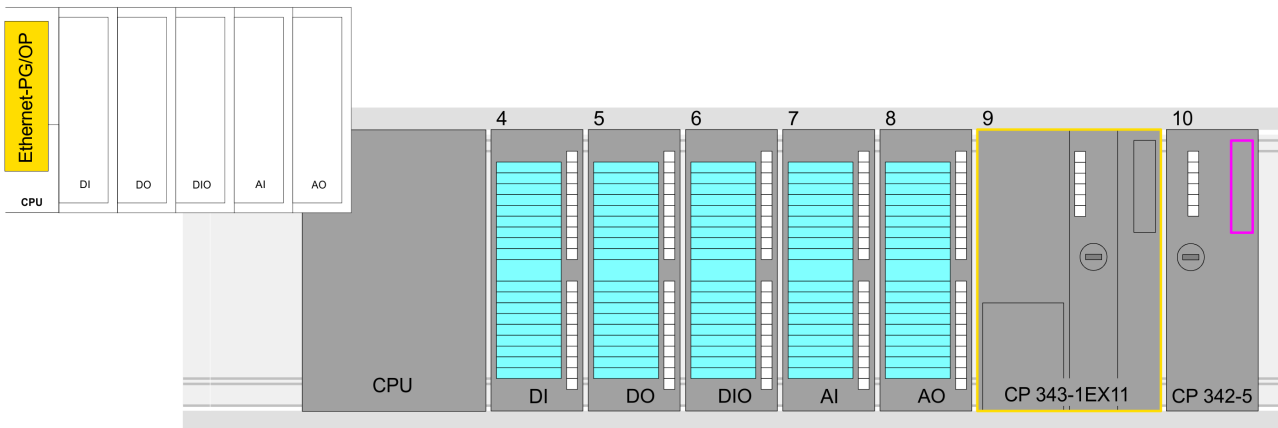 Ethernet-PG/OP
CPU
DI
DO
DIO
AI
AO
4
5
6
7
8
9
10
CPU
DI
DO
DIO
AI
AO
CP 343-1EX11
CP 342-5